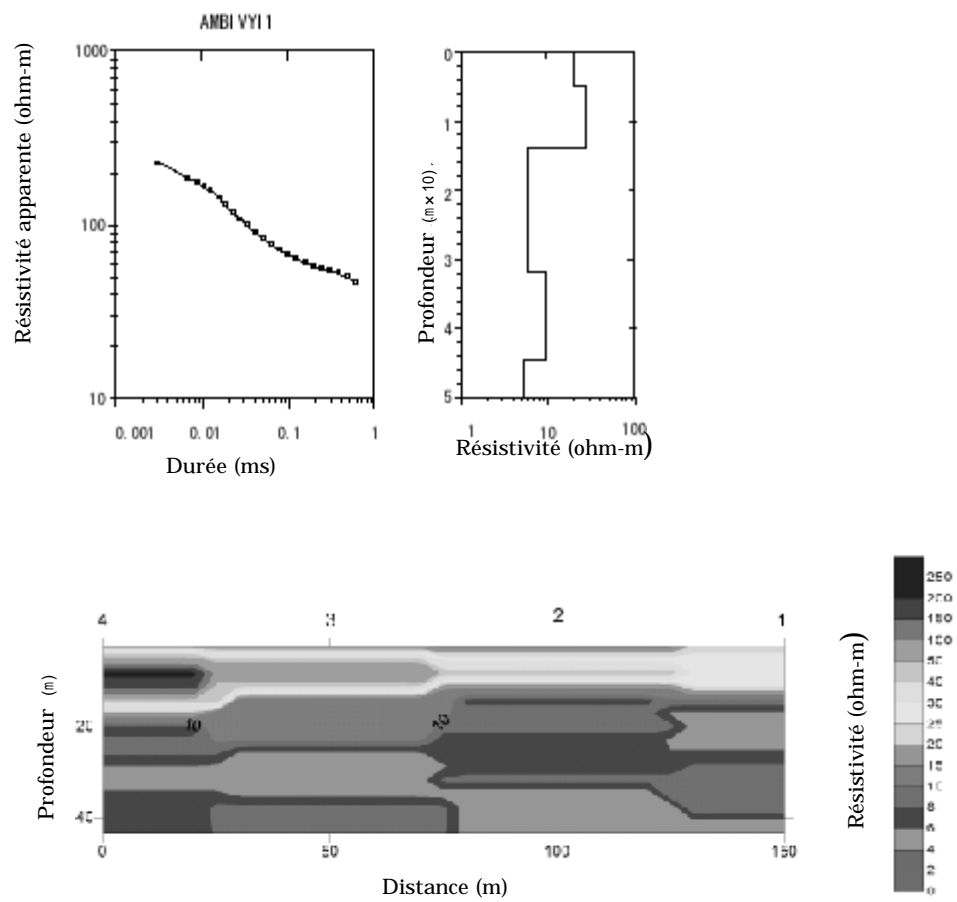 AMBI VYI 1
Résistivité apparente (ohm-m)
1000
100
10
0.001 0.01 0.1 1
Durée (ms)
Profondeur (m×10).
0
1
2
3
4
5
1 10 100
Résistivité (ohm-m)
4 3 2 1
Profondeur (m)
20
40
10
0 50 100 150
Distance (m)
Résistivité (ohm-m)
250
200
150
100
50
40
30
20
15
10
8
6
4
2
0